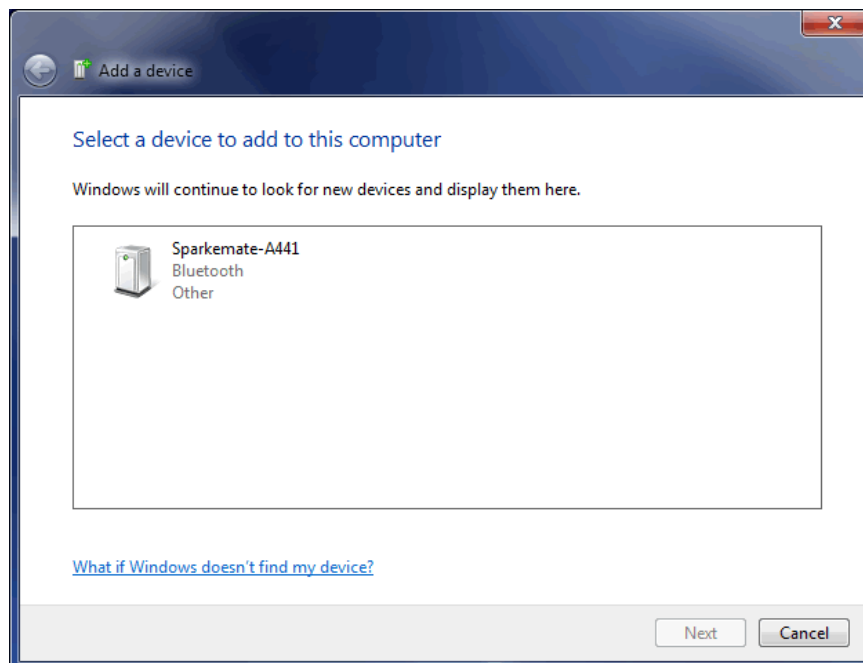 Add a device
Select a device to add to this computer
Windows will continue to look for new devices and display them here.
Sparkemate-A441
Bluetooth
Other
What if Windows doesn't find my device?
Next
Cancel